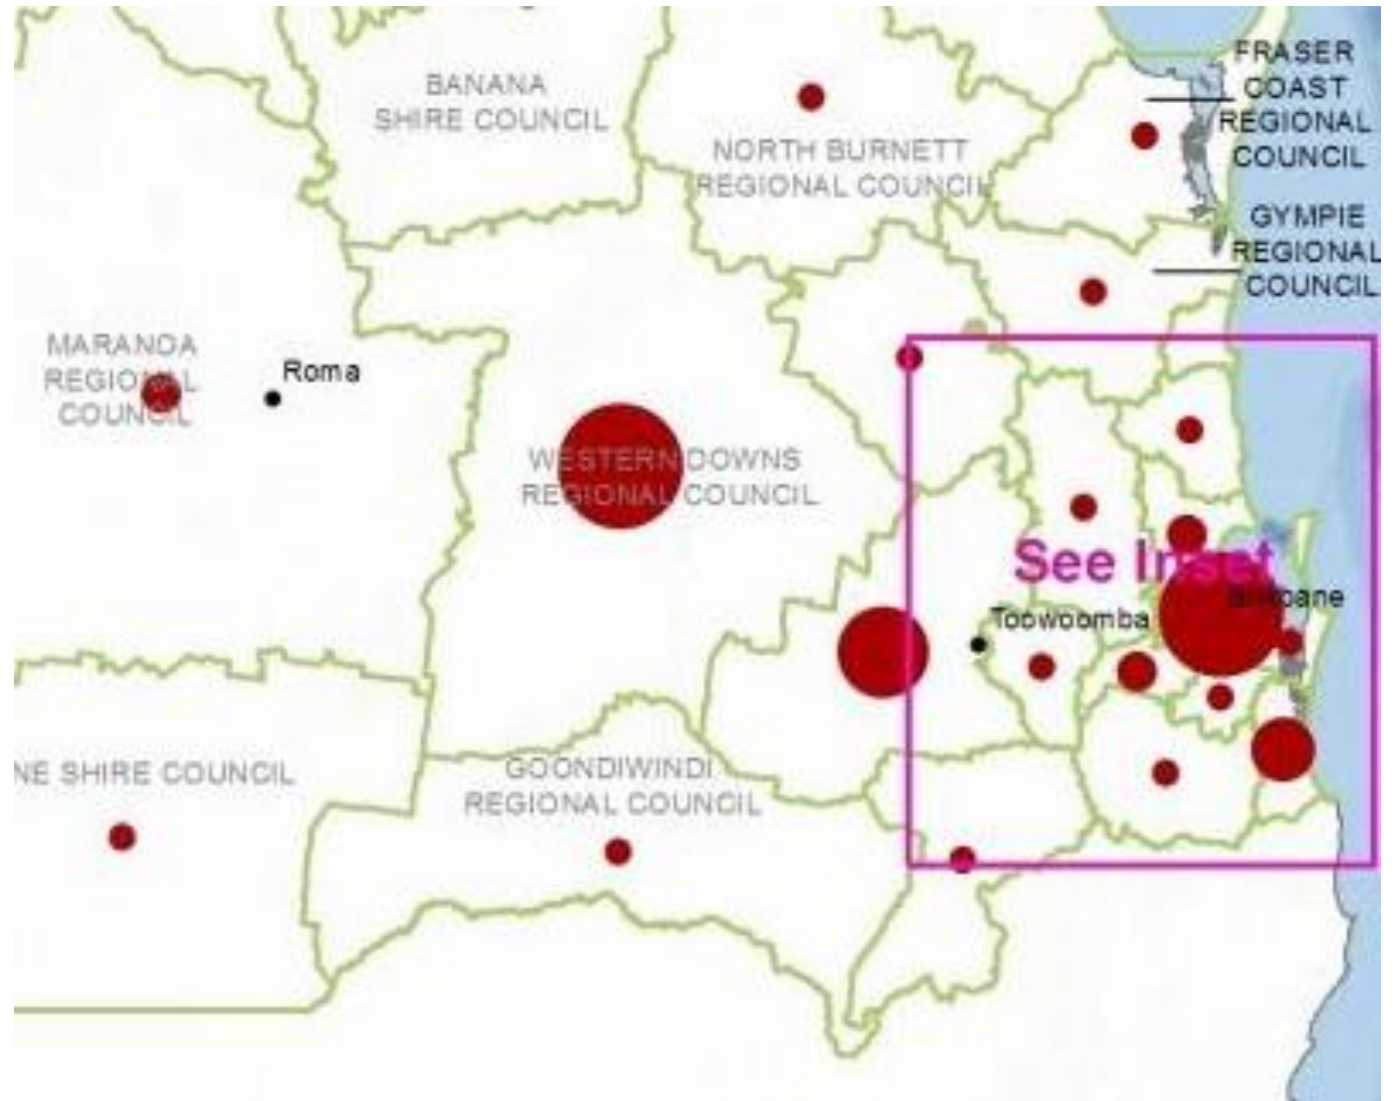 BANANA
SHIRE COUNCIL
NORTH BURNETT
REGIONAL COUNCIL
FRASER
COAST
REGIONAL
COUNCIL
GYMPIE
REGIONAL
COUNCIL
MARANOA
REGIONAL
COUNCIL
Roma
WESTERN DOWNS
REGIONAL COUNCIL
See Inset
Brisbane
Toowoomba
NE SHIRE COUNCIL
GOONDIWINDI
REGIONAL COUNCIL